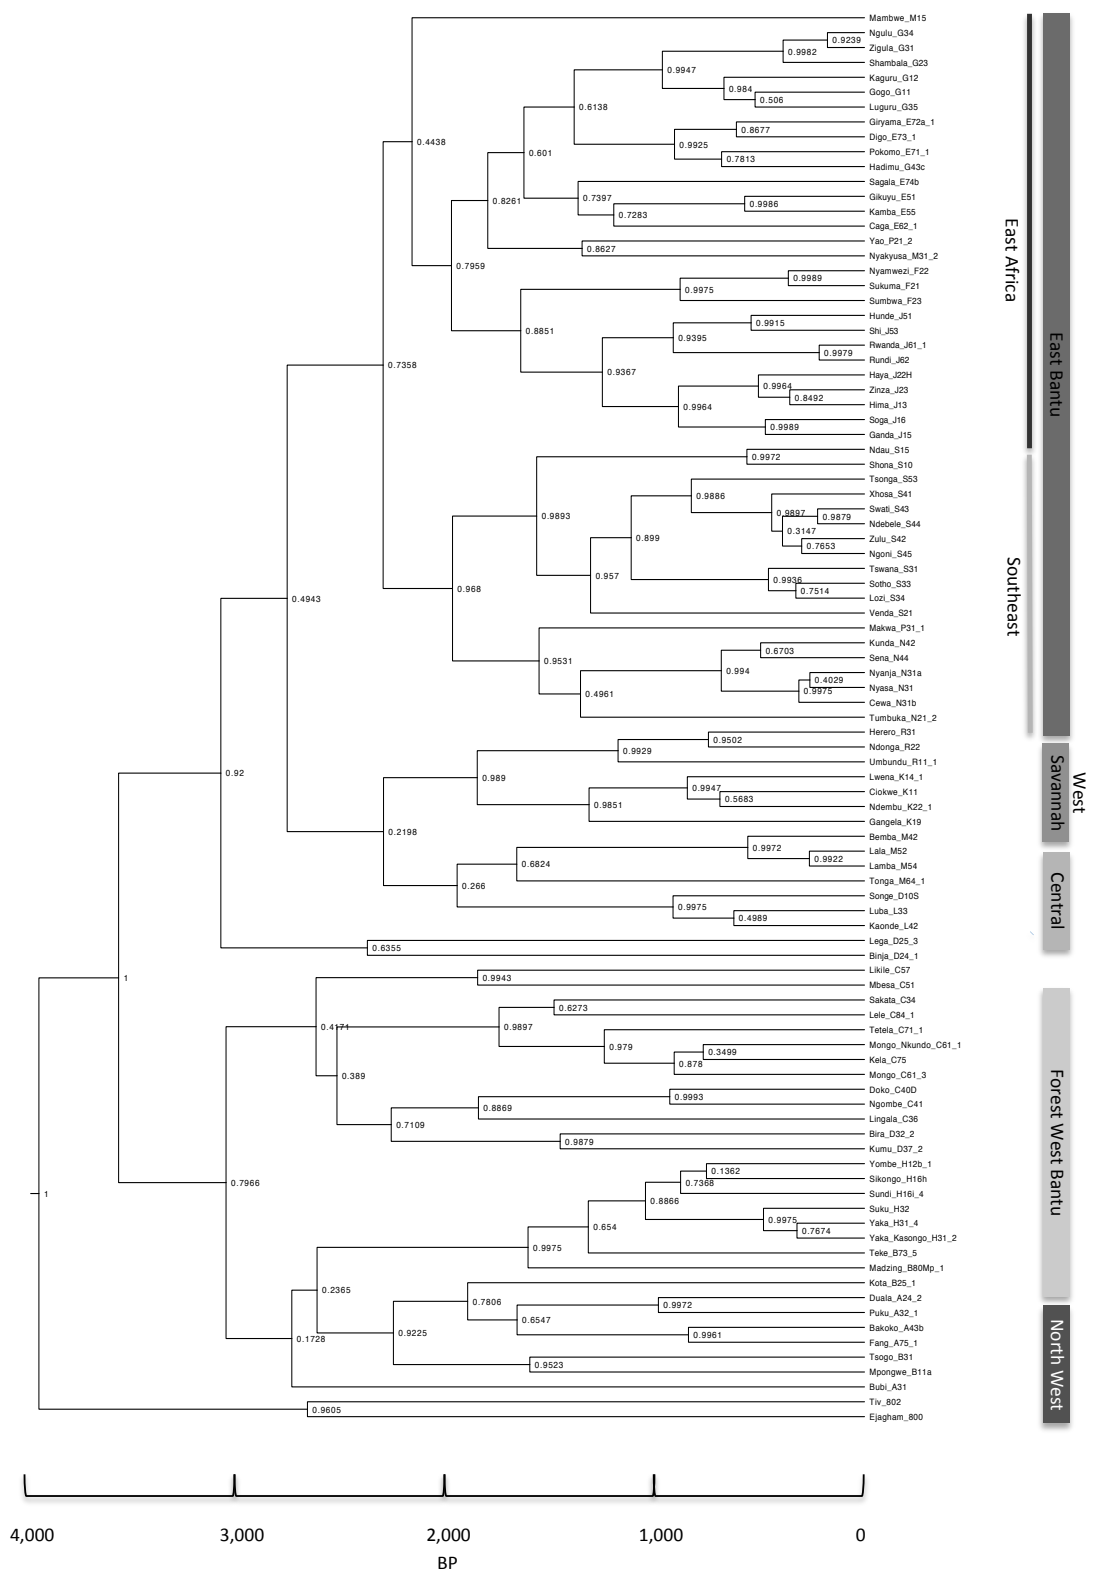 Mambwe_M15
Ngulu_G34
0.9239
Zigula_G31
0.9982
Shambala_G23
0.9947
Kaguru_G12
0.984
Gogo_G11
0.506
Luguru_G35
0.6138
Giryama_E72a_1
0.8677
Digo_E73_1
0.9925
Pokomo_E71_1
0.7813
Hadimu_G43c
0.4438
0.601
Sagala_E74b
0.7397
Gikuyu_E51
0.9986
Kamba_E55
0.7283
Caga_E62_1
0.8261
Yao_P21_2
0.8627
Nyakyusa_M31_2
0.7959
Nyamwezi_F22
0.9989
Sukuma_F21
0.9975
Sumbwa_F23
0.8851
Hunde_J51
0.9915
Shi_J53
0.9395
Rwanda_J61_1
0.9979
Rundi_J62
0.9367
Haya_J22H
0.9964
Zinza_J23
0.8492
Hima_J13
0.9964
Soga_J16
0.9989
Ganda_J15
0.7358
Ndau_S15
0.9972
Shona_S10
Tsonga_S53
0.9886
Xhosa_S41
0.9897
Swati_S43
0.9879
Ndebele_S44
0.3147
Zulu_S42
0.7653
Ngoni_S45
0.9893
0.899
Tswana_S31
0.9936
Sotho_S33
0.7514
Lozi_S34
0.957
Venda_S21
0.968
Makwa_P31_1
Kunda_N42
0.6703
Sena_N44
0.994
Nyanja_N31a
0.4029
Nyasa_N31
0.9975
Cewa_N31b
0.9531
0.4961
Tumbuka_N21_2
0.4943
Herero_R31
0.9502
Ndonga_R22
0.9929
Umbundu_R11_1
0.989
Lwena_K14_1
0.9947
Ciokwe_K11
0.5683
Ndembu_K22_1
0.9851
Gangela_K19
0.92
0.2198
Bemba_M42
0.9972
Lala_M52
0.9922
Lamba_M54
0.6824
Tonga_M64_1
0.266
Songe_D10S
0.9975
Luba_L33
0.4989
Kaonde_L42
Lega_D25_3
0.6355
Binja_D24_1
1
Likile_C57
0.9943
Mbesa_C51
Sakata_C34
0.6273
Lele_C84_1
0.4171
0.9897
Tetela_C71_1
0.979
Mongo_Nkundo_C61_1
0.3499
Kela_C75
0.878
Mongo_C61_3
0.389
Doko_C40D
0.9993
Ngombe_C41
0.8869
Lingala_C36
0.7109
Bira_D32_2
0.9879
Kumu_D37_2
0.7966
Yombe_H12b_1
0.1362
Sikongo_H16h
0.7368
Sundi_H16i_4
0.8866
Suku_H32
0.9975
Yaka_H31_4
0.7674
Yaka_Kasongo_H31_2
0.654
Teke_B73_5
0.9975
Madzing_B80Mp_1
1
0.2365
Kota_B25_1
0.7806
Duala_A24_2
0.9972
Puku_A32_1
0.6547
Bakoko_A43b
0.9961
Fang_A75_1
0.9225
Tsogo_B31
0.9523
Mpongwe_B11a
0.1728
Bubi_A31
Tiv_802
0.9605
Ejagham_800
East Africa
Southeast
East Bantu
West
Savannah
Central
Forest West Bantu
North West
4,000 3,000 2,000 1,000 0
BP